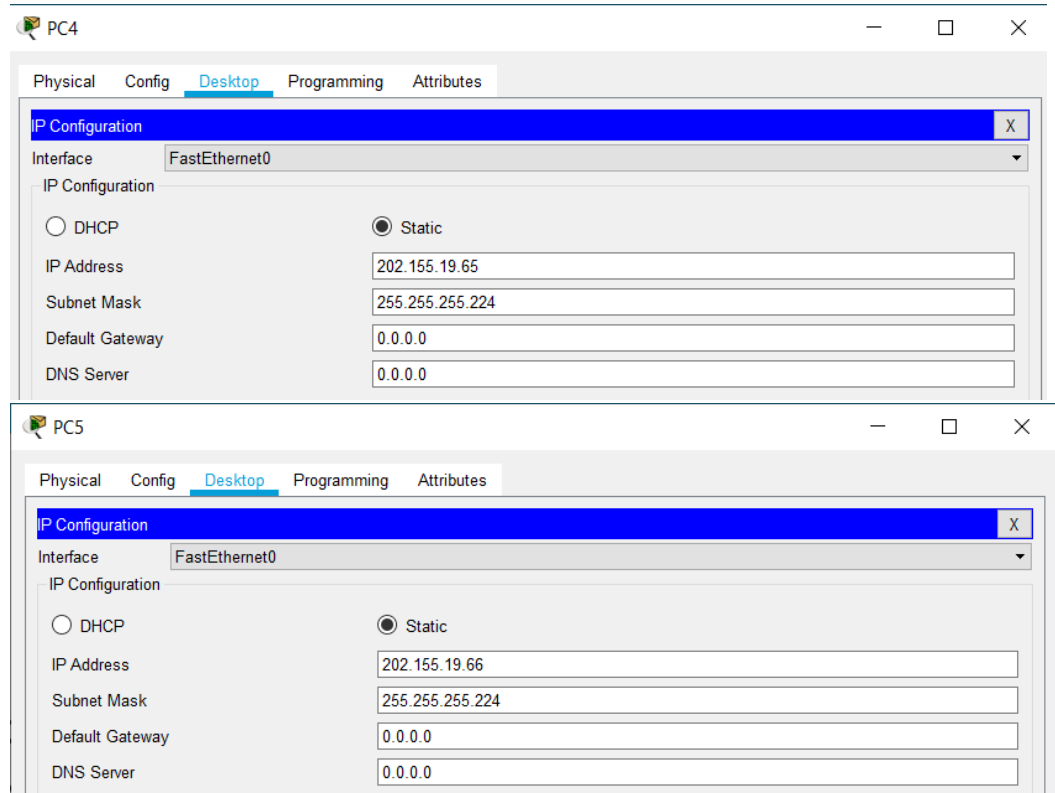 PC4
Physical Config Desktop Programming Attributes
IP Configuration X
Interface FastEthernet0
IP Configuration
DHCP Static
IP Address 202.155.19.65
Subnet Mask 255.255.255.224
Default Gateway 0.0.0.0
DNS Server 0.0.0.0
PC5
Physical Config Desktop Programming Attributes
IP Configuration X
Interface FastEthernet0
IP Configuration
DHCP Static
IP Address 202.155.19.66
Subnet Mask 255.255.255.224
Default Gateway 0.0.0.0
DNS Server 0.0.0.0